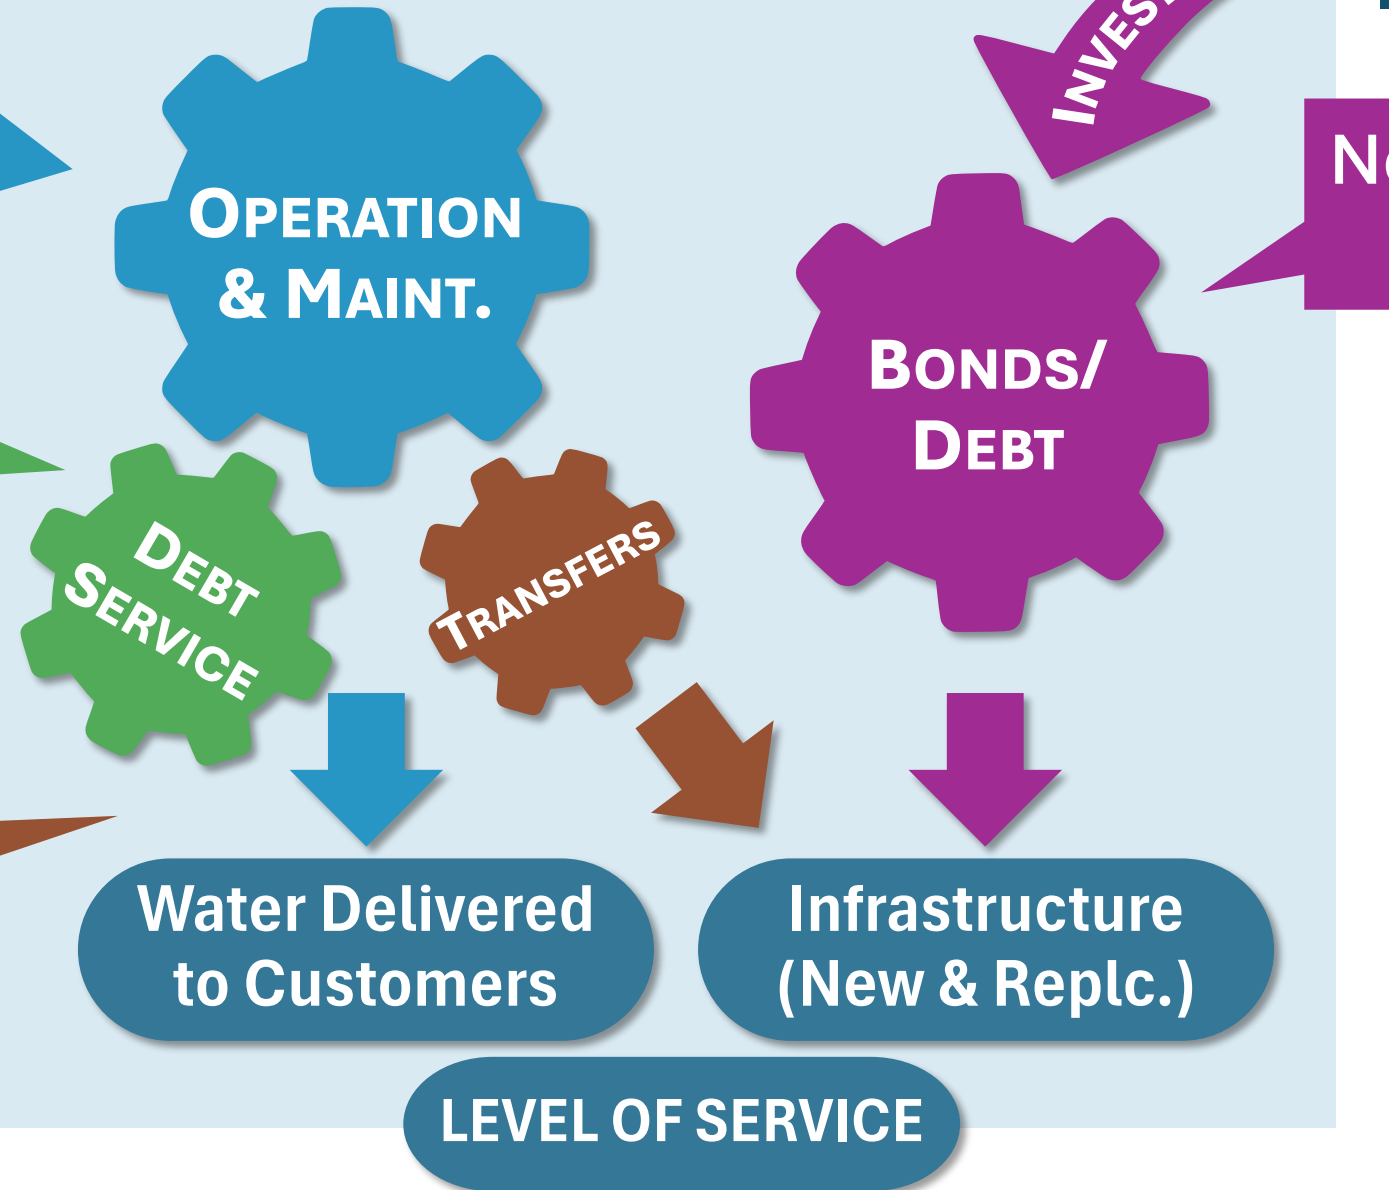 OPERATION
& MAINT.
BONDS/
DEBT
DEBT
SERVICE
TRANSFERS
Water Delivered
to Customers
Infrastructure
(New & Replc.)
LEVEL OF SERVICE